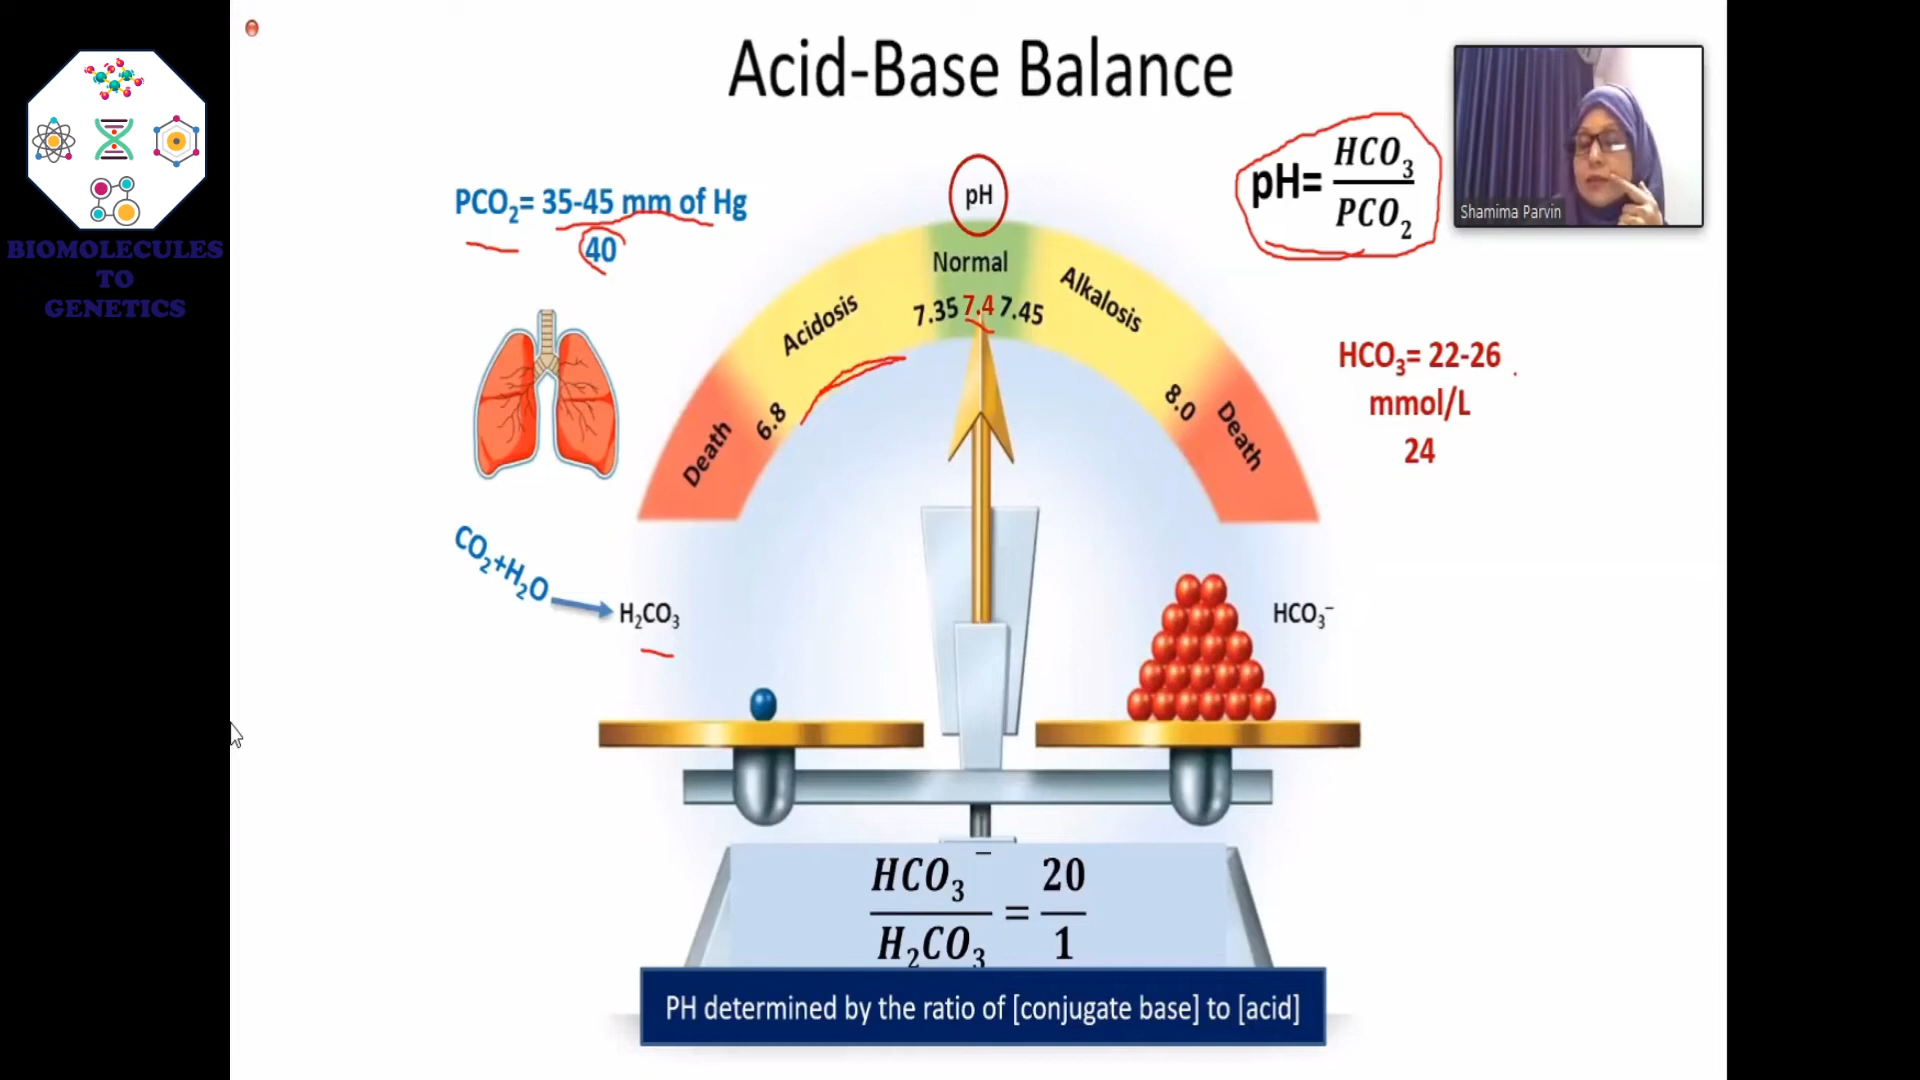 Acid-Base Balance
BIOMOLECULES
TO
GENETICS
PCO₂= 35-45 mm of Hg
40
pH
pH= HCO₃
PCO₂
Shamima Parvin
Normal
7.35 7.4 7.45
Acidosis
Alkalosis
6.8
8.0
Death
Death
HCO₃= 22-26
mmol/L
24
CO₂+H₂O
H₂CO₃
HCO₃⁻
HCO₃⁻ = 20
H₂CO₃ 1
PH determined by the ratio of [conjugate base] to [acid]